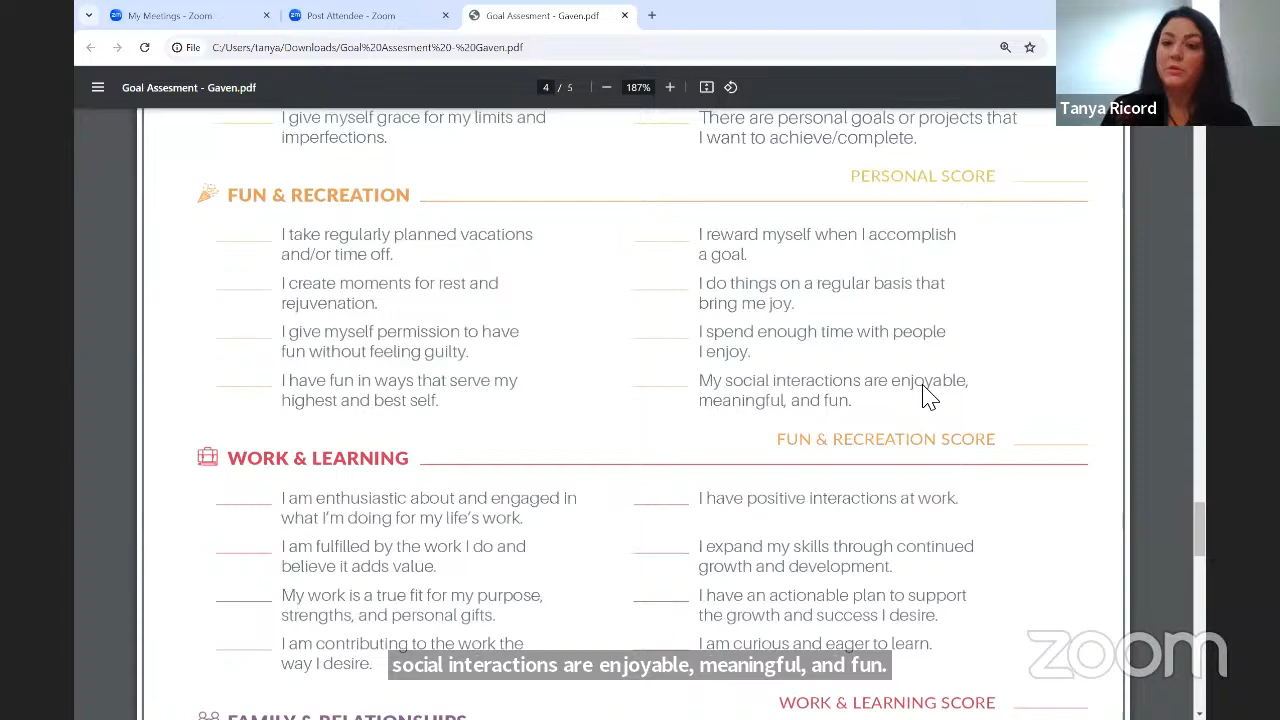 My Meetings - Zoom
Post Attendee - Zoom
Goal Assesment - Gaven.pdf
File
C:/Users/tanya/Downloads/Goal%20Assesment%20-%20Gaven.pdf
Goal Assesment - Gaven.pdf
4 / 5
187%
Tanya Ricord
I give myself grace for my limits and
imperfections.
There are personal goals or projects that
I want to achieve/complete.
PERSONAL SCORE
FUN & RECREATION
I take regularly planned vacations
and/or time off.
I create moments for rest and
rejuvenation.
I give myself permission to have
fun without feeling guilty.
I have fun in ways that serve my
highest and best self.
I reward myself when I accomplish
a goal.
I do things on a regular basis that
bring me joy.
I spend enough time with people
I enjoy.
My social interactions are enjoyable,
meaningful, and fun.
FUN & RECREATION SCORE
WORK & LEARNING
I am enthusiastic about and engaged in
what I'm doing for my life's work.
I am fulfilled by the work I do and
believe it adds value.
My work is a true fit for my purpose,
strengths, and personal gifts.
I am contributing to the work the
way I desire.
I have positive interactions at work.
I expand my skills through continued
growth and development.
I have an actionable plan to support
the growth and success I desire.
I am curious and eager to learn.
social interactions are enjoyable, meaningful, and fun.
zoom
WORK & LEARNING SCORE
FAMILY & RELATIONSHIPS